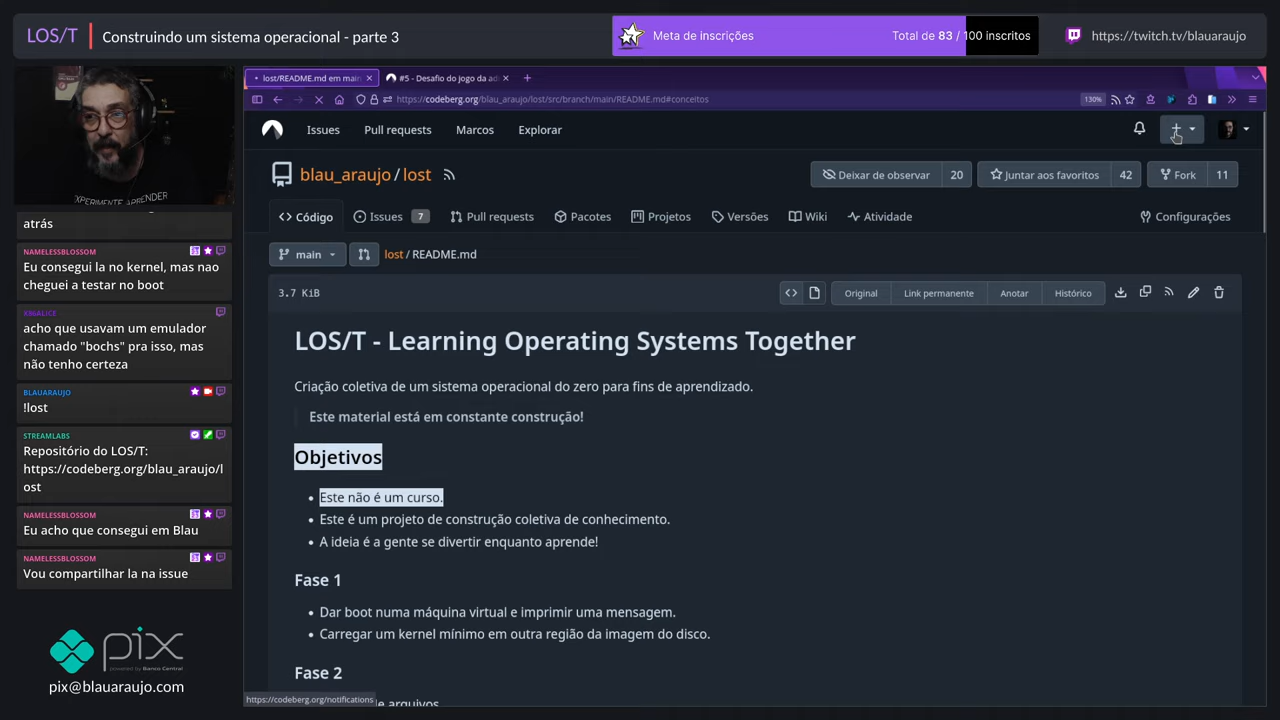 LOS/T
Construindo um sistema operacional - parte 3
Meta de inscrições
Total de 83 / 100 inscritos
https://twitch.tv/blauaraujo
XPERIMENTE APRENDER
atrás
NAMELESSBLOSSOM
Eu consegui la no kernel, mas nao
cheguei a testar no boot
X86ALICE
acho que usavam um emulador
chamado "bochs" pra isso, mas
não tenho certeza
BLAUARAUJO
!lost
STREAMLABS
Repositório do LOS/T:
https://codeberg.org/blau_araujo/l
ost
NAMELESSBLOSSOM
Eu acho que consegui em Blau
NAMELESSBLOSSOM
Vou compartilhar la na issue
pix
powered by Banco Central
pix@blauaraujo.com
lost/README.md em main
#5 - Desafio do jogo da ad
https://codeberg.org/blau_araujo/lost/src/branch/main/README.md#conceitos
130%
Issues
Pull requests
Marcos
Explorar
blau_araujo/lost
Deixar de observar 20
Juntar aos favoritos 42
Fork 11
Código
Issues 7
Pull requests
Pacotes
Projetos
Versões
Wiki
Atividade
Configurações
main
lost / README.md
3.7 KiB
Original
Link permanente
Anotar
Histórico
LOS/T - Learning Operating Systems Together
Criação coletiva de um sistema operacional do zero para fins de aprendizado.
Este material está em constante construção!
Objetivos
• Este não é um curso.
• Este é um projeto de construção coletiva de conhecimento.
• A ideia é a gente se divertir enquanto aprende!
Fase 1
• Dar boot numa máquina virtual e imprimir uma mensagem.
• Carregar um kernel mínimo em outra região da imagem do disco.
Fase 2
e arquivos
https://codeberg.org/notifications